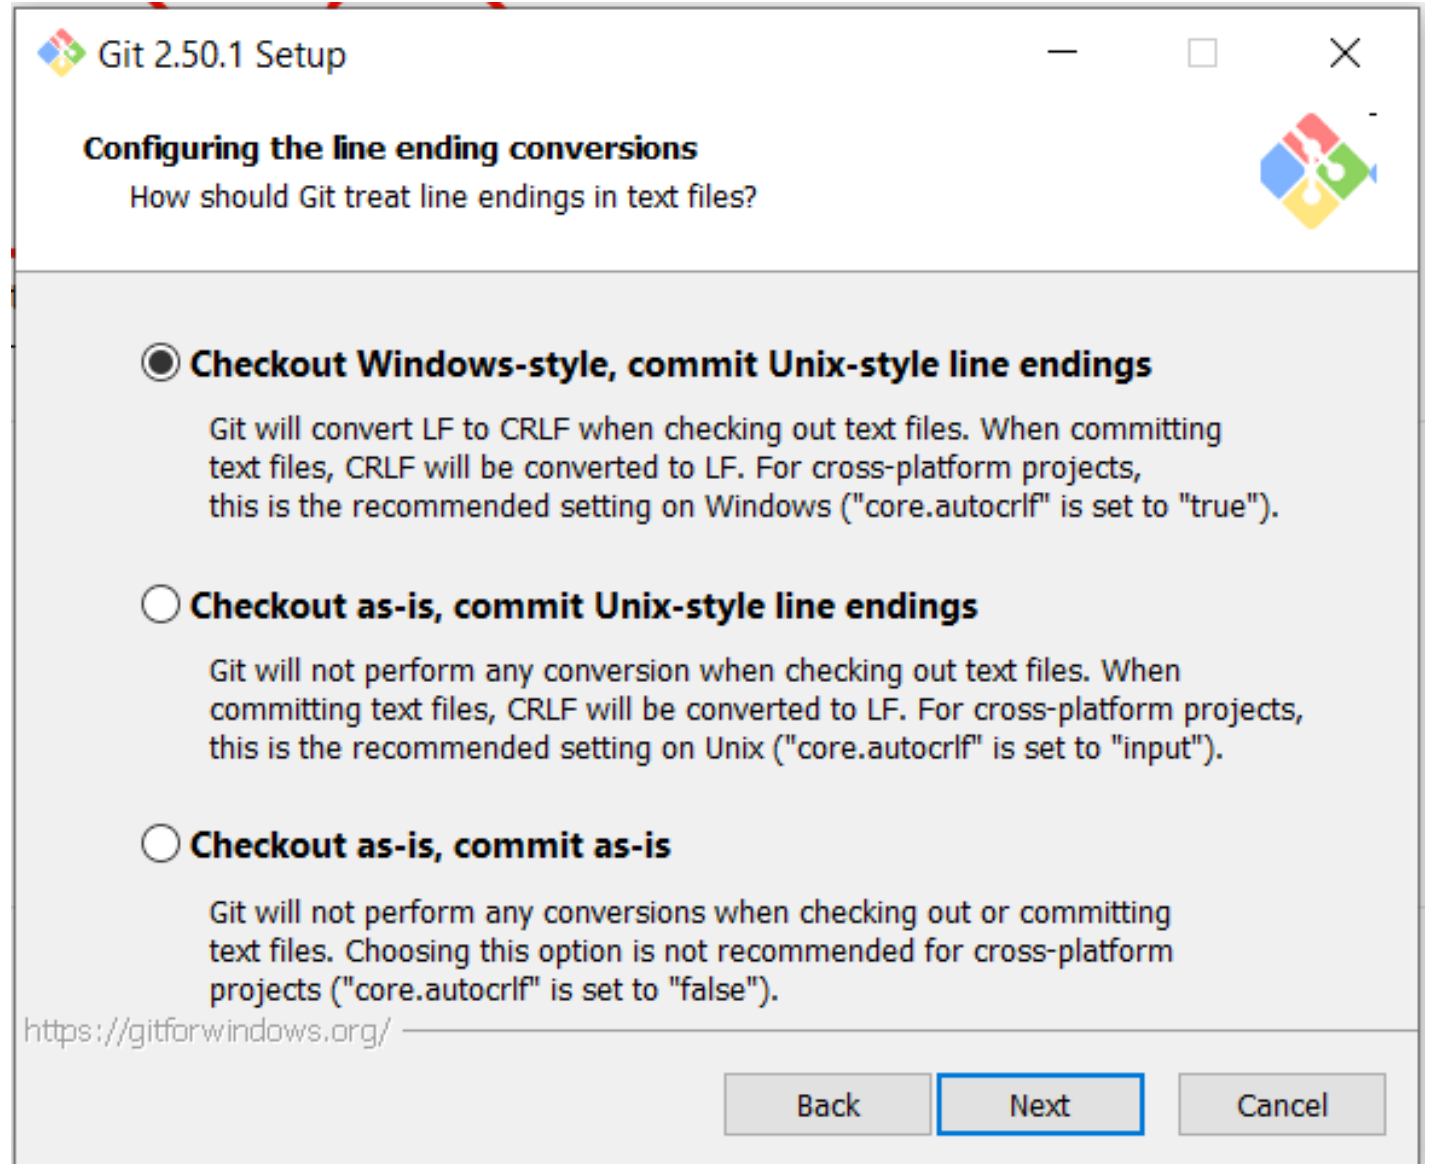 Git 2.50.1 Setup
Configuring the line ending conversions
How should Git treat line endings in text files?
Checkout Windows-style, commit Unix-style line endings
Git will convert LF to CRLF when checking out text files. When committing
text files, CRLF will be converted to LF. For cross-platform projects,
this is the recommended setting on Windows ("core.autocrlf" is set to "true").
Checkout as-is, commit Unix-style line endings
Git will not perform any conversion when checking out text files. When
committing text files, CRLF will be converted to LF. For cross-platform projects,
this is the recommended setting on Unix ("core.autocrlf" is set to "input").
Checkout as-is, commit as-is
Git will not perform any conversions when checking out or committing
text files. Choosing this option is not recommended for cross-platform
projects ("core.autocrlf" is set to "false").
https://gitforwindows.org/
Back Next Cancel